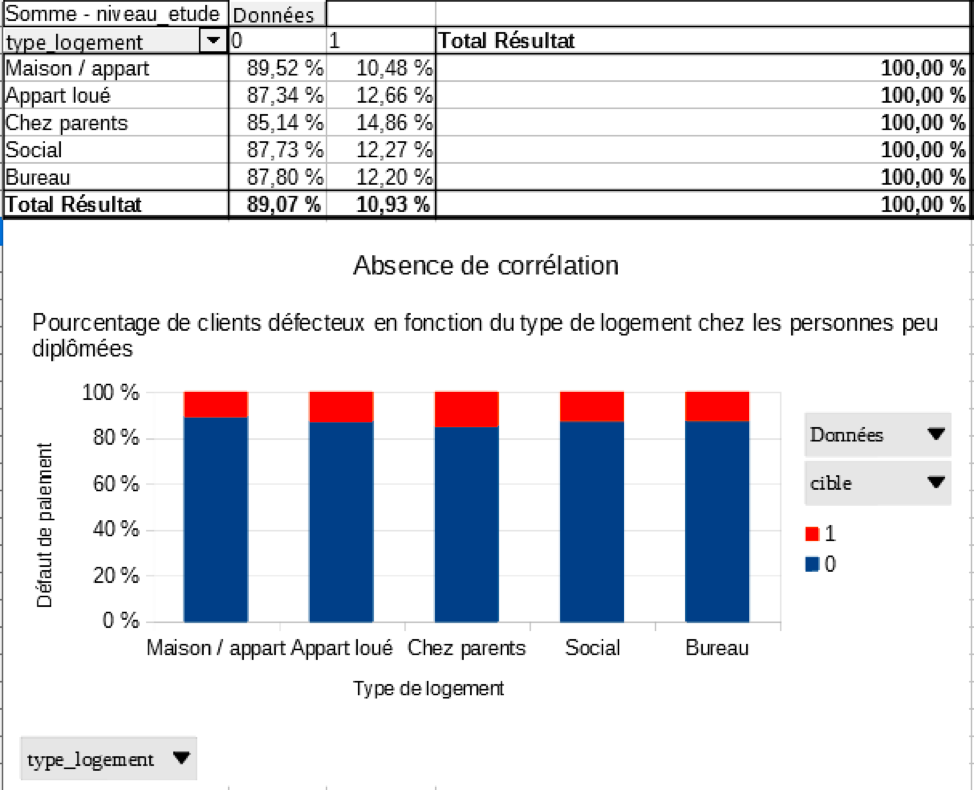 Somme - niveau_etude Données
type_logement 0 1 Total Résultat
Maison / appart 89,52 % 10,48 % 100,00 %
Appart loué 87,34 % 12,66 % 100,00 %
Chez parents 85,14 % 14,86 % 100,00 %
Social 87,73 % 12,27 % 100,00 %
Bureau 87,80 % 12,20 % 100,00 %
Total Résultat 89,07 % 10,93 % 100,00 %
Absence de corrélation
Pourcentage de clients défecteux en fonction du type de logement chez les personnes peu
diplômées
Défaut de paiement
100 %
80 %
60 %
40 %
20 %
0 %
Maison / appart Appart loué Chez parents Social Bureau
Type de logement
Données
cible
1
0
type_logement